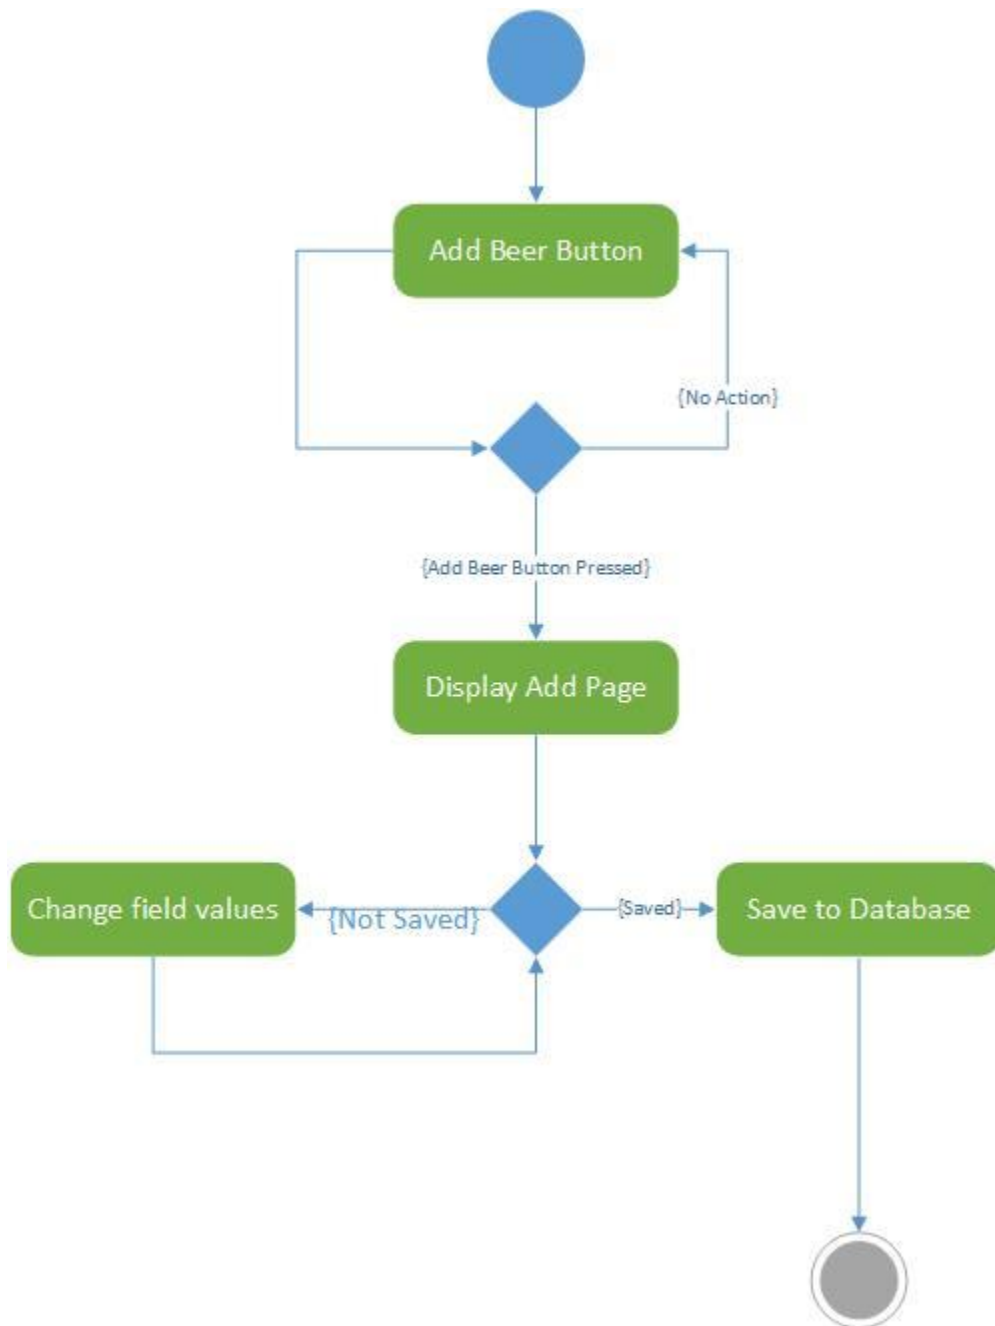 Add Beer Button
{No Action}
{Add Beer Button Pressed}
Display Add Page
Change field values
{Not Saved}
{Saved}
Save to Database